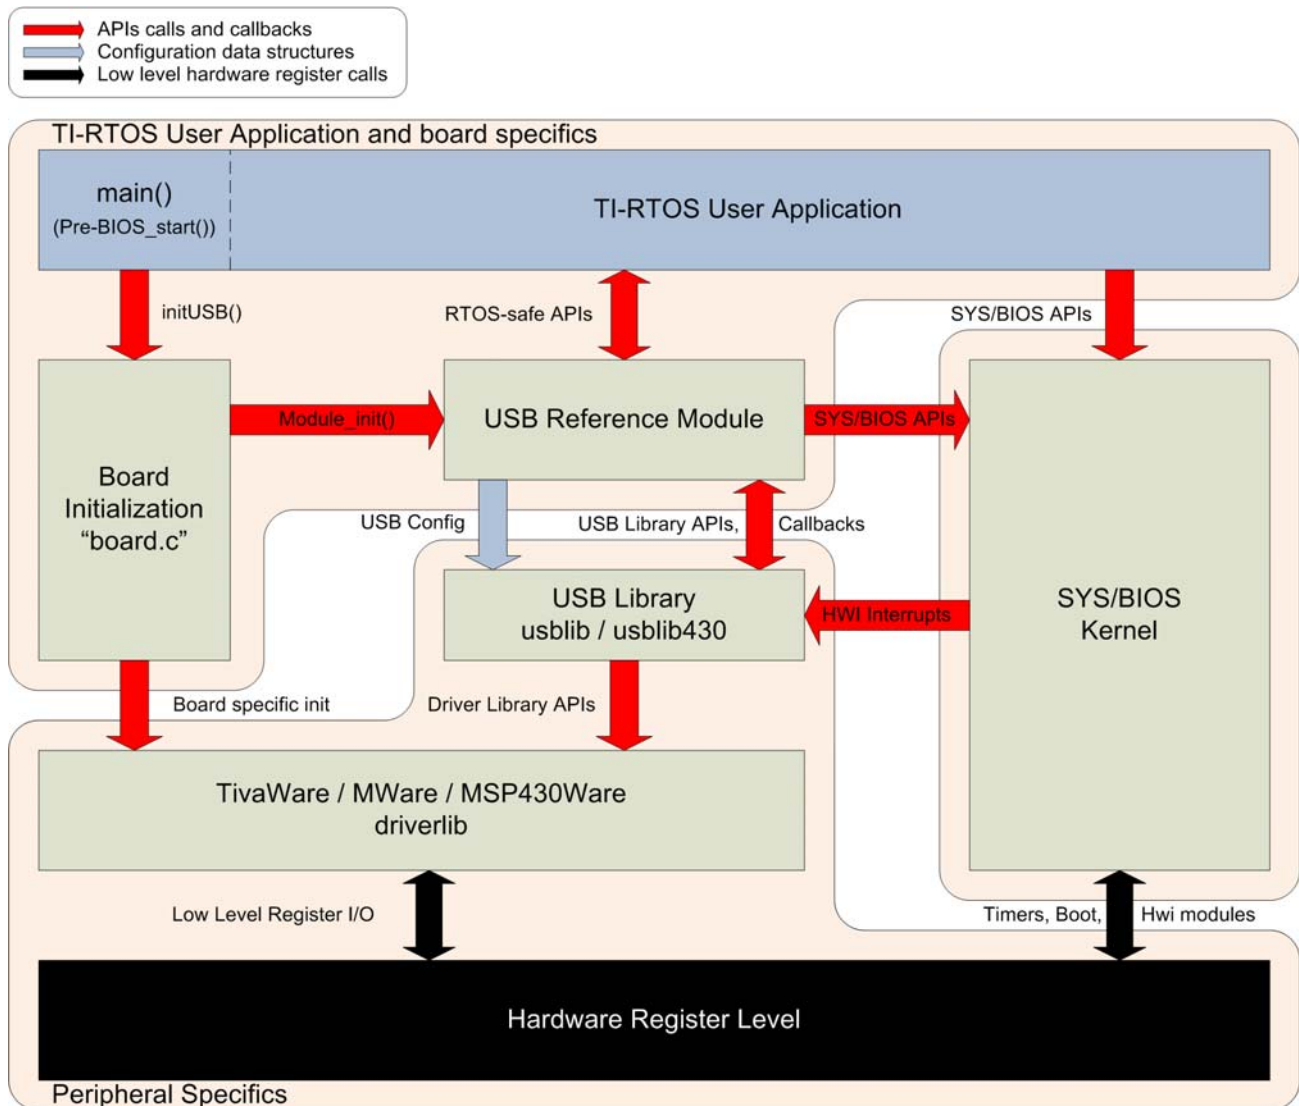 APIs calls and callbacks
Configuration data structures
Low level hardware register calls
TI-RTOS User Application and board specifics
main()
(Pre-BIOS_start())
TI-RTOS User Application
initUSB()
RTOS-safe APIs
SYS/BIOS APIs
Board
Initialization
“board.c”
Module_init()
USB Reference Module
SYS/BIOS APIs
SYS/BIOS
Kernel
USB Config
USB Library APIs,
Callbacks
USB Library
usblib / usblib430
HWI Interrupts
Board specific init
Driver Library APIs
TivaWare / MWare / MSP430Ware
driverlib
Low Level Register I/O
Timers, Boot,
Hwi modules
Hardware Register Level
Peripheral Specifics